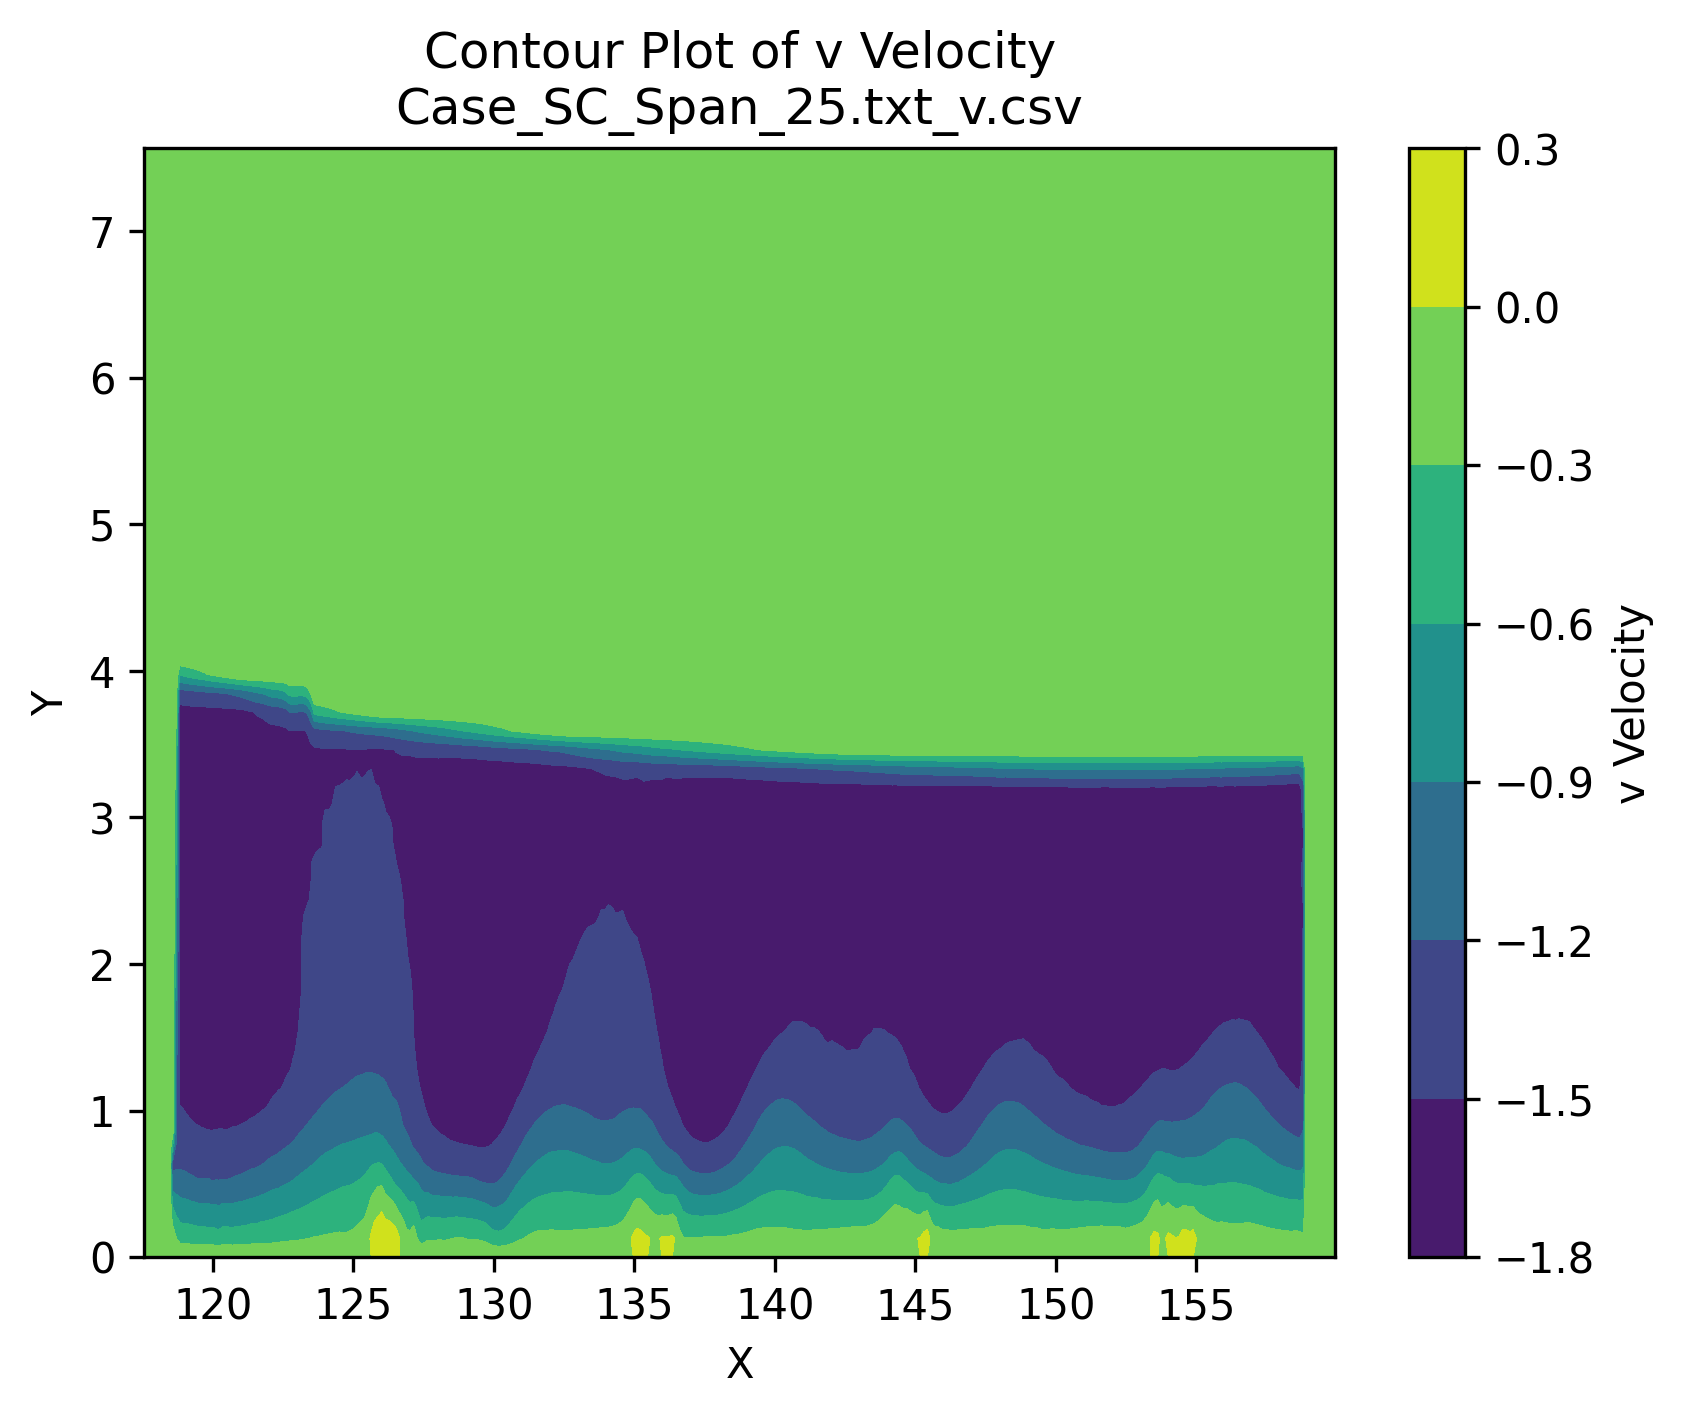 Contour Plot of v Velocity
Case_SC_Span_25.txt_v.csv
7
6
5
4
3
2
1
0
Y
120 125 130 135 140 145 150 155
X
0.3
0.0
−0.3
−0.6
−0.9
−1.2
−1.5
−1.8
v Velocity